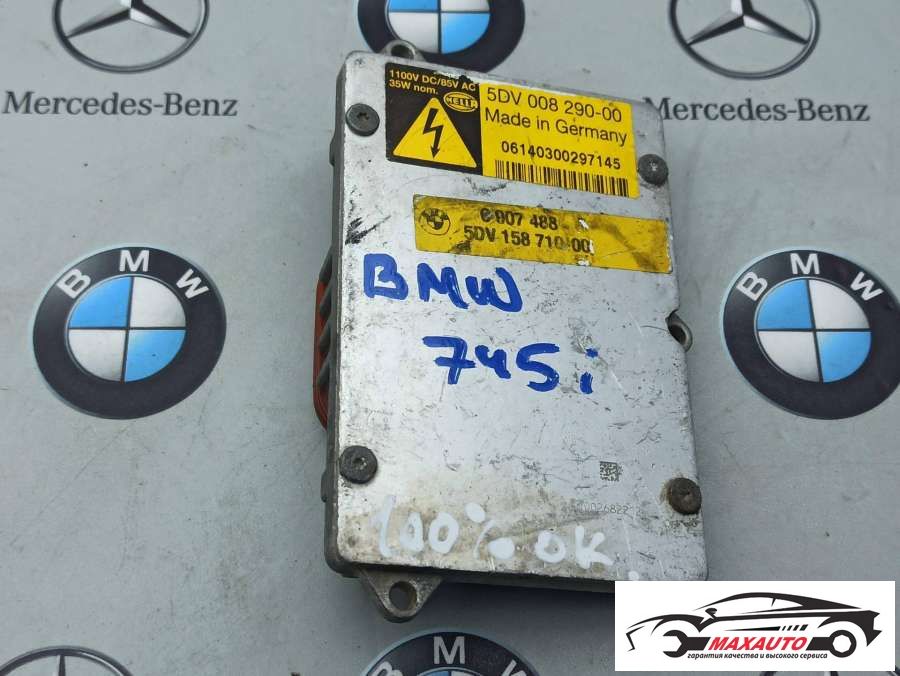 Mercedes-Benz
Mercedes-Benz
1100V DC/85V AC
35W nom.
HELLA
5DV 008 290-00
Made in Germany
06140300297145
907 488
5DV 158 710-00
BMW
745i
100% OK
BMW
BMW
BMW
MAXAUTO
гарантия качества и высокого сервиса